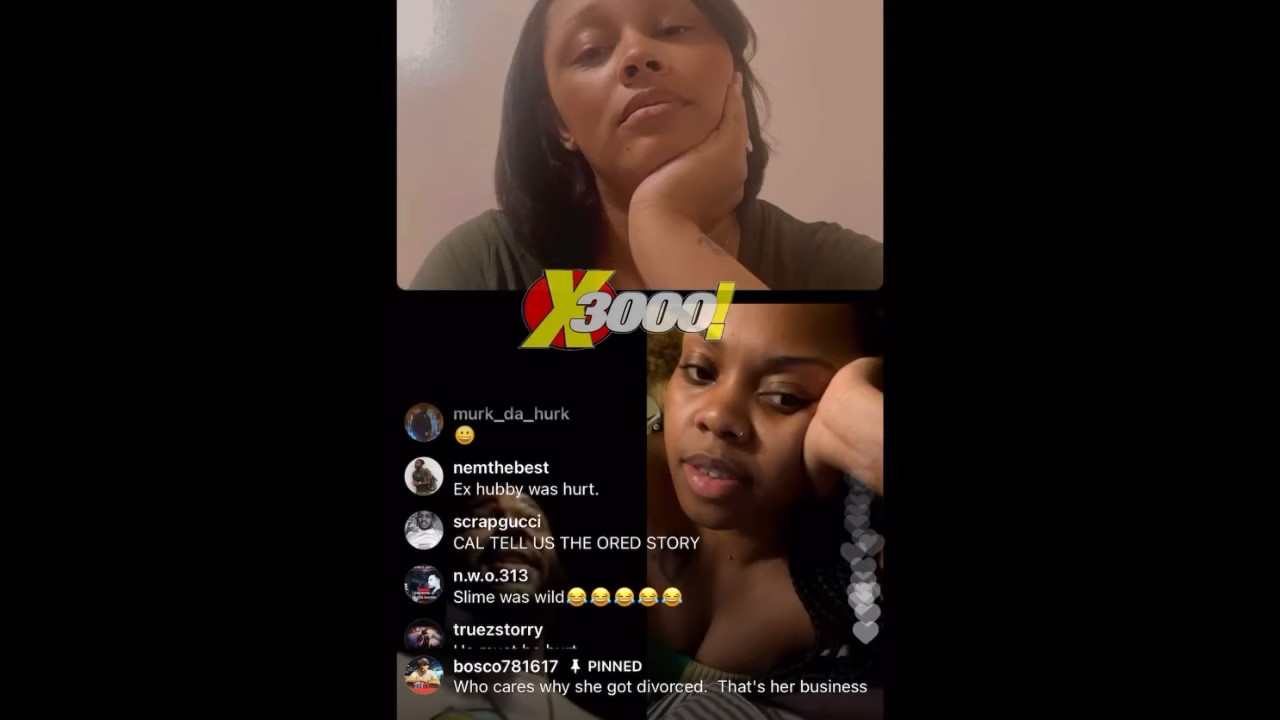 X3000!
murk_da_hurk
😀
nemthebest
Ex hubby was hurt.
scrapgucci
CAL TELL US THE ORED STORY
n.w.o.313
Slime was wild😂😂😂😂😂
truezstorry
bosco781617 PINNED
Who cares why she got divorced. That's her business